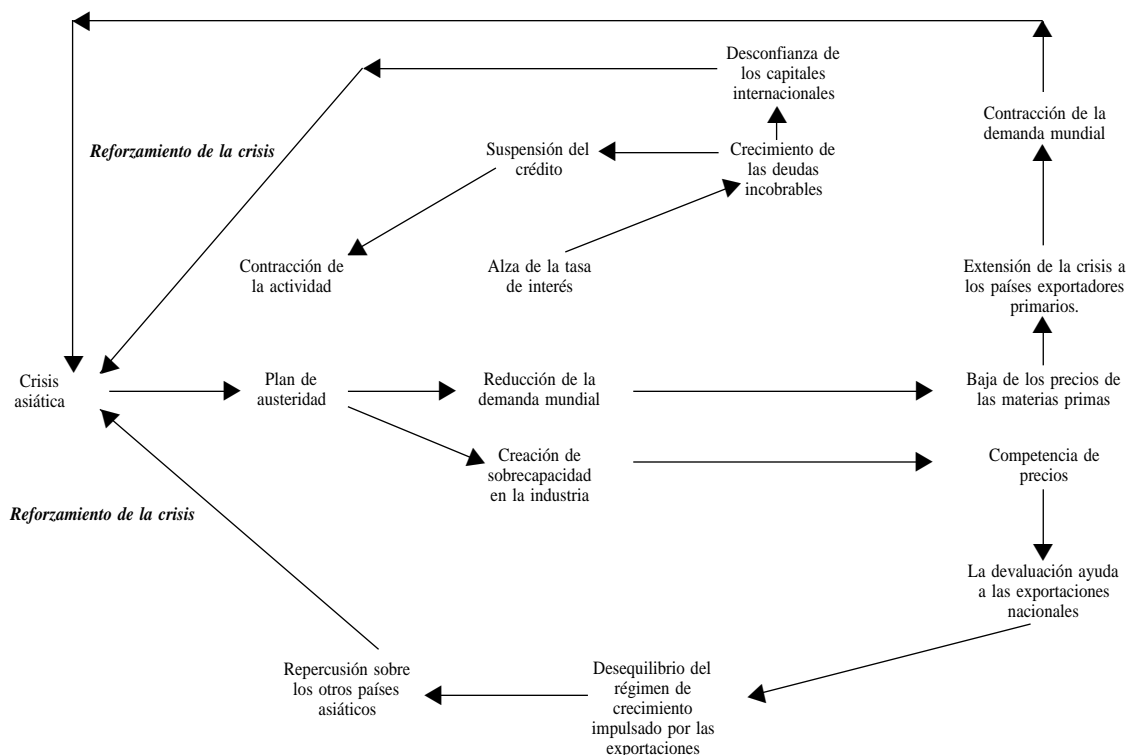 Desconfianza de
los capitales
internacionales
Contracción de la
demanda mundial
Reforzamiento de la crisis
Suspensión del
crédito
Crecimiento de
las deudas
incobrables
Contracción de
la actividad
Alza de la tasa
de interés
Extensión de la crisis a
los países exportadores
primarios.
Crisis
asiática
Plan de
austeridad
Reducción de la
demanda mundial
Baja de los precios de
las materias primas
Creación de
sobrecapacidad
en la industria
Competencia de
precios
Reforzamiento de la crisis
La devaluación ayuda
a las exportaciones
nacionales
Repercusión sobre
los otros países
asiáticos
Desequilibrio del
régimen de
crecimiento
impulsado por las
exportaciones